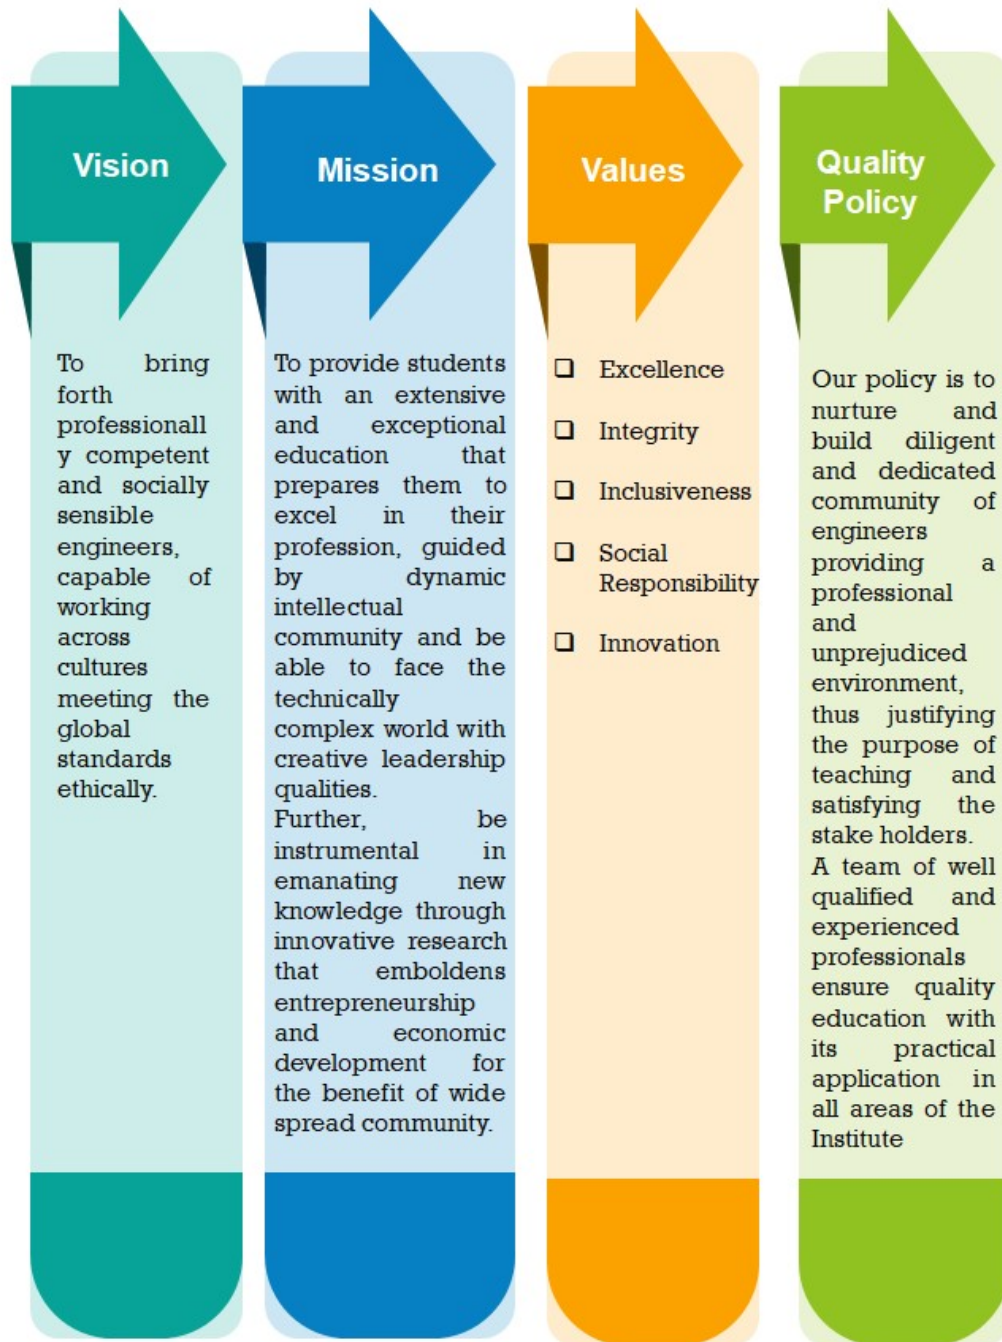 Vision
To bring
forth
professionall
y competent
and socially
sensible
engineers,
capable of
working
across
cultures
meeting the
global
standards
ethically.
Mission
To provide students
with an extensive
and exceptional
education that
prepares them to
excel in their
profession, guided
by dynamic
intellectual
community and be
able to face the
technically
complex world with
creative leadership
qualities.
Further, be
instrumental in
emanating new
knowledge through
innovative research
that emboldens
entrepreneurship
and economic
development for
the benefit of wide
spread community.
Values
❑ Excellence
❑ Integrity
❑ Inclusiveness
❑ Social
Responsibility
❑ Innovation
Quality
Policy
Our policy is to
nurture and
build diligent
and dedicated
community of
engineers
providing a
professional
and
unprejudiced
environment,
thus justifying
the purpose of
teaching and
satisfying the
stake holders.
A team of well
qualified and
experienced
professionals
ensure quality
education with
its practical
application in
all areas of the
Institute